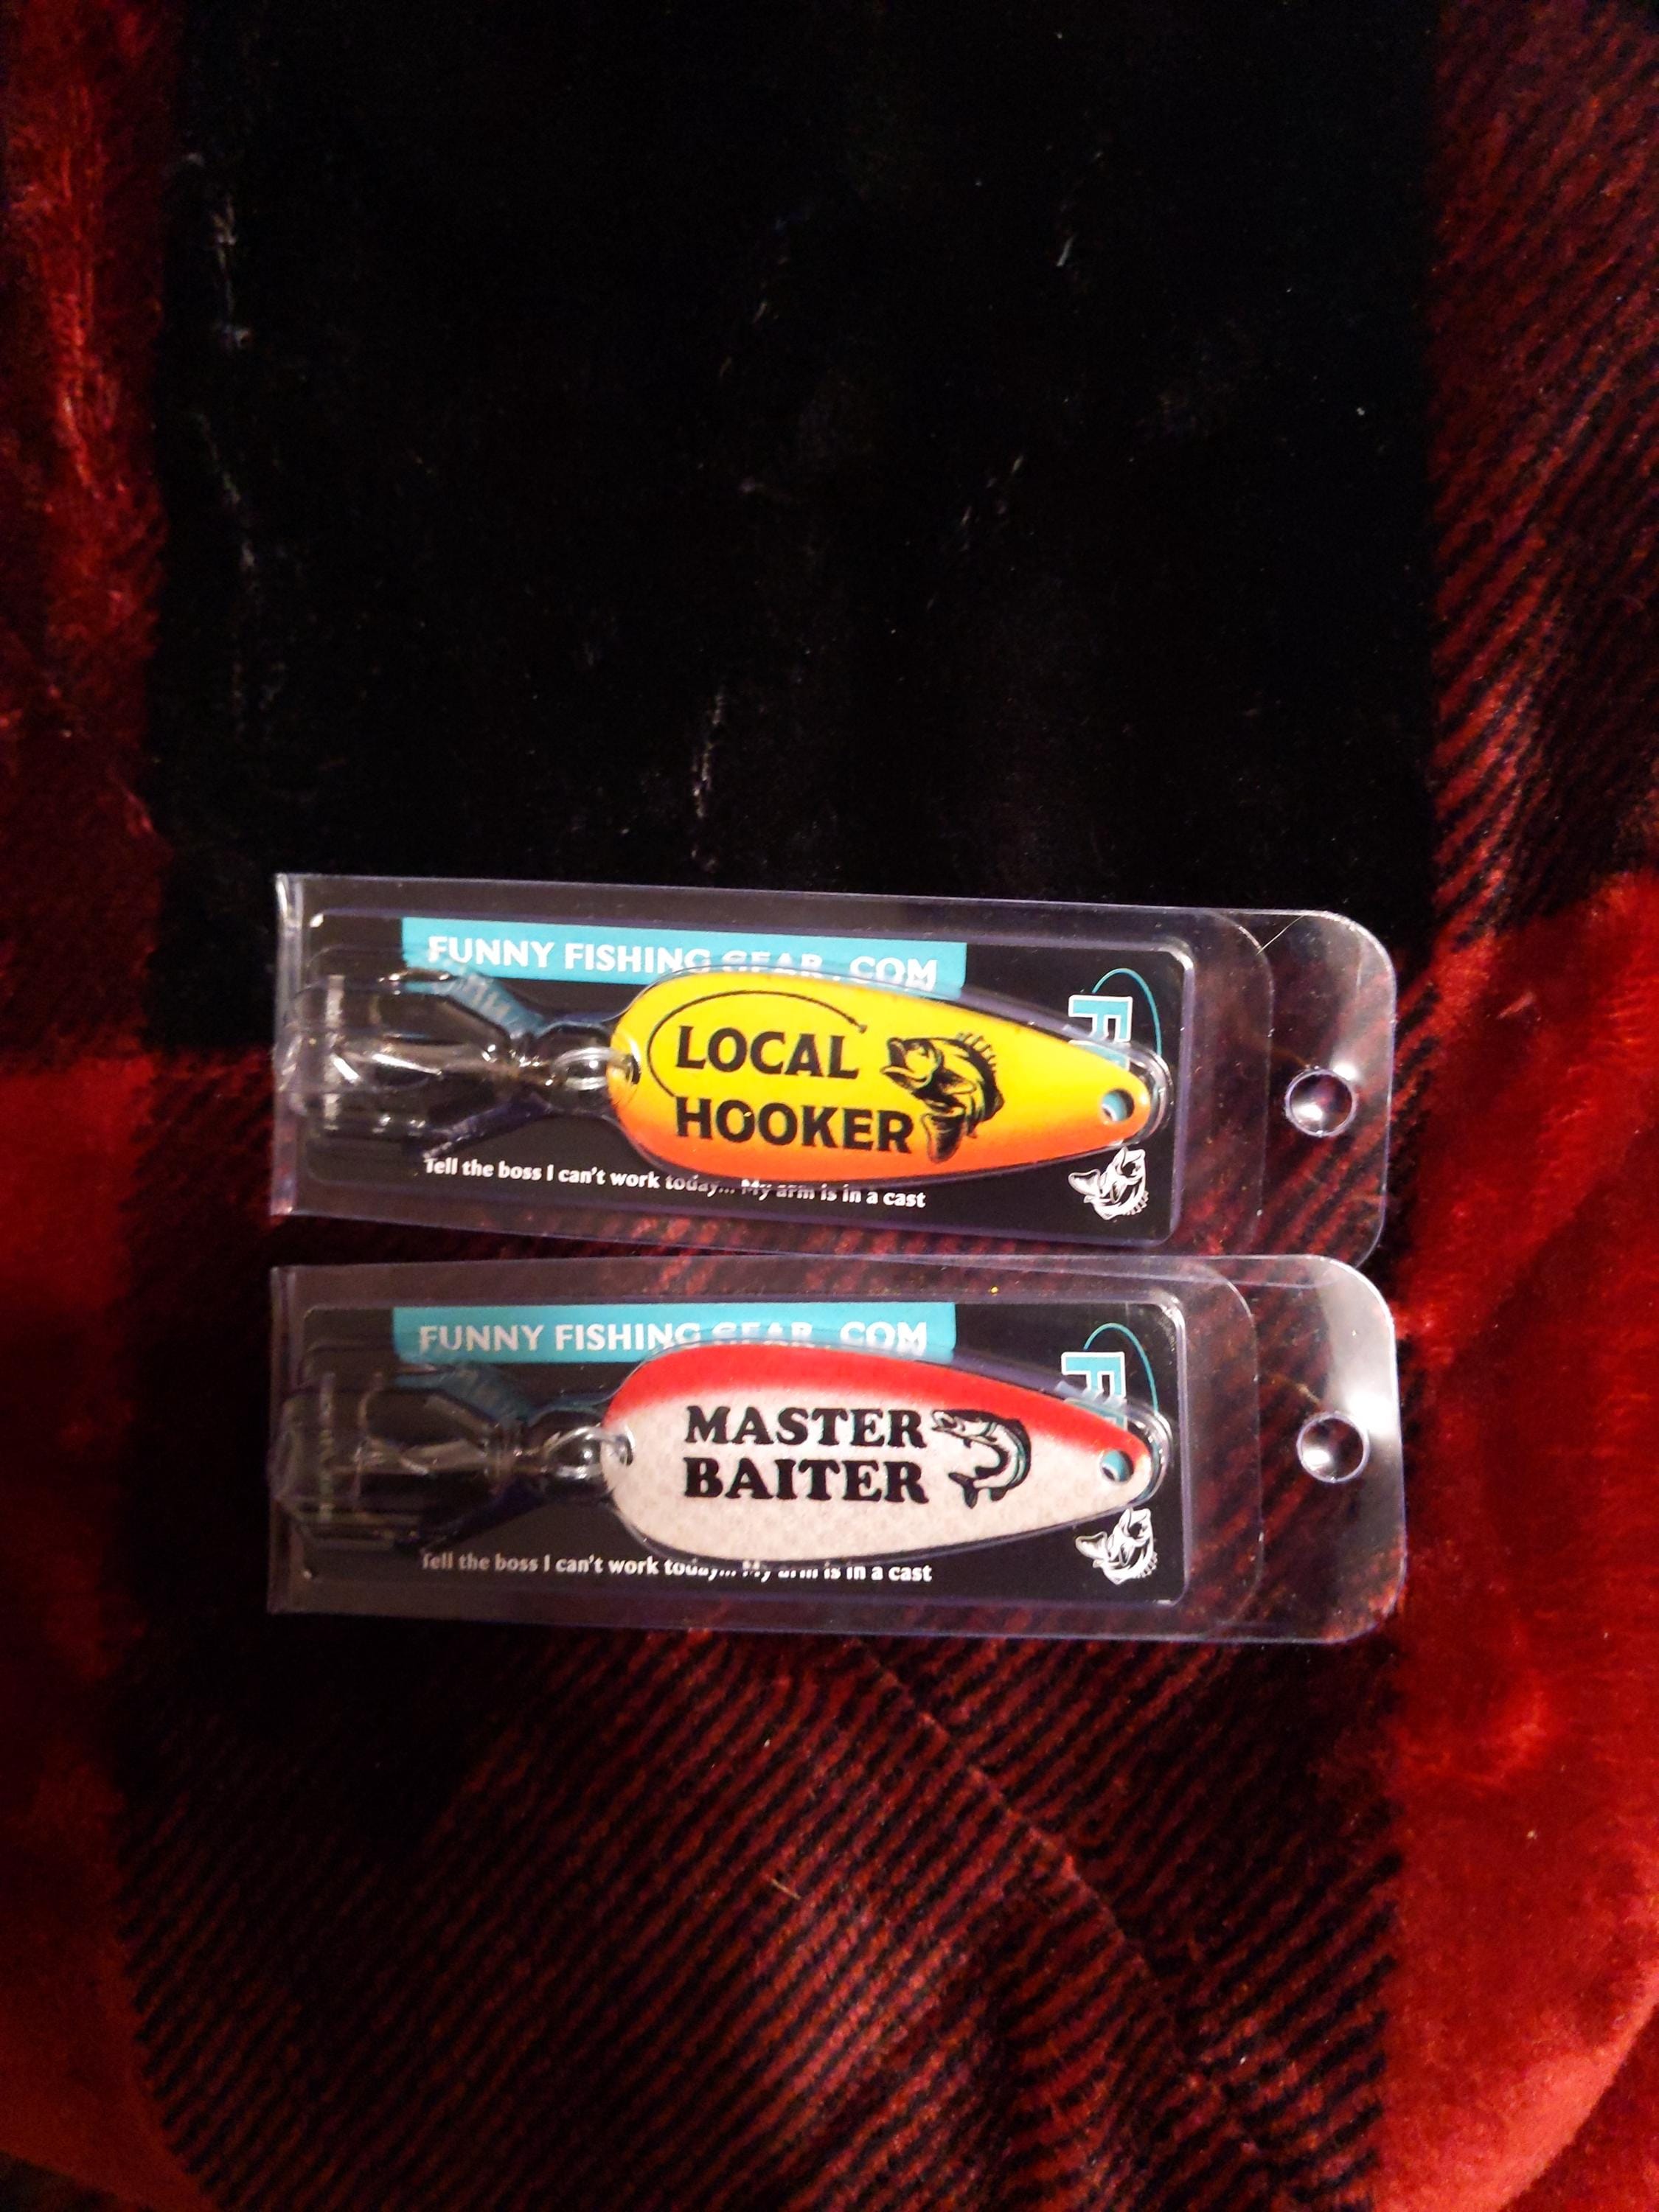 FUNNY FISHING GEAR.COM
LOCAL
HOOKER
Tell the boss I can't work today... My arm is in a cast
FUNNY FISHING GEAR.COM
MASTER
BAITER
Tell the boss I can't work today... My arm is in a cast